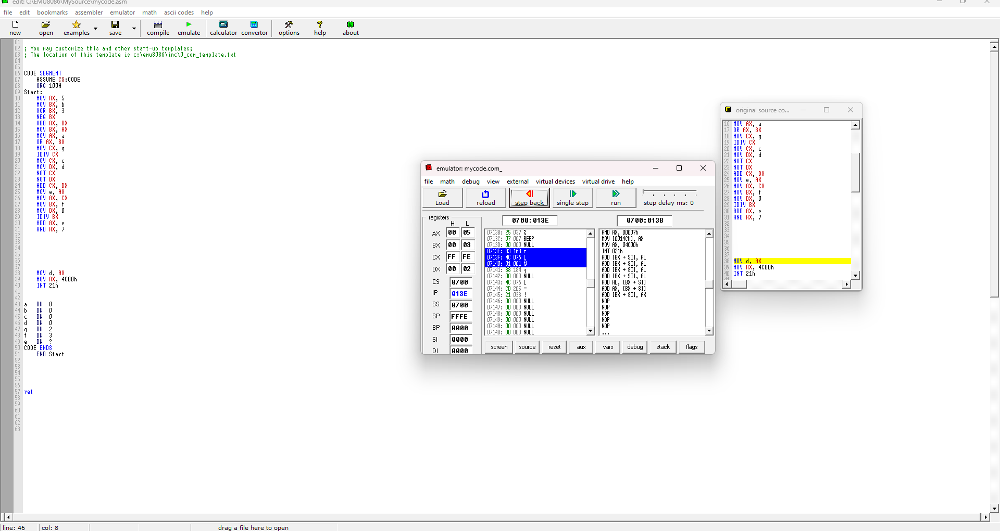 edit: C:\EMU8086\MySource\mycode.asm
file edit bookmarks assembler emulator math ascii codes help
new open examples save compile emulate calculator convertor options help about
01
02 ; You may customize this and other start-up templates;
03 ; The location of this template is c:\emu8086\inc\0_com_template.txt
04
05
06 CODE SEGMENT
07 ASSUME CS:CODE
08 ORG 100H
09 Start:
10 MOV AX, 5
11 MOV BX, b
12 XOR BX, 3
13 NEG BX
14 ADD AX, BX
15 MOV BX, AX
16 MOV AX, a
17 OR AX, BX
18 MOV CX, g
19 IDIV CX
20 MOV CX, c
21 MOV DX, d
22 NOT CX
23 NOT DX
24 ADD CX, DX
25 MOV e, AX
26 MOV AX, CX
27 MOV BX, f
28 MOV DX, 0
29 IDIV BX
30 ADD AX, e
31 AND AX, 7
32
33
34
35
36
37
38 MOV d, AX
39 MOV AX, 4C00h
40 INT 21h
41
42
43 a DW 0
44 b DW 0
45 c DW 0
46 d DW 0
47 g DW 2
48 f DW 3
49 e DW ?
50 CODE ENDS
51 END Start
52
53
54
55
56
57 ret
58
59
60
61
62
63
line: 46 col: 8 drag a file here to open
emulator: mycode.com_
file math debug view external virtual devices virtual drive help
Load reload step back single step run step delay ms: 0
registers
H L
AX 00 05
BX 00 03
CX FF FE
DX 00 02
CS 0700
IP 013E
SS 0700
SP FFFE
BP 0000
SI 0000
DI 0000
0700:013E
0713B: 25 037 %
0713C: 07 007 BEEP
0713D: 00 000 NULL
0713E: A3 163
0713F: 4C 076 L
07140: 01 001
07141: B8 184
07142: 00 000 NULL
07143: 4C 076 L
07144: CD 205 =
07145: 21 033 !
07146: 00 000 NULL
07147: 00 000 NULL
07148: 00 000 NULL
07149: 00 000 NULL
0714A: 00 000 NULL
0714B: 00 000 NULL
0700:013B
AND AX, 00007h
MOV [0014Ch], AX
MOV AX, 04C00h
INT 021h
ADD [BX + SI], AL
ADD [BX + SI], AL
ADD [BX + SI], AL
ADD [BX + SI], AL
ADD AL, [BX + SI]
ADD AX, [BX + SI]
ADD [BX + SI], AX
NOP
NOP
NOP
NOP
NOP
...
screen source reset aux vars debug stack flags
original source co...
16 MOV AX, a
17 OR AX, BX
18 MOV CX, g
19 IDIV CX
20 MOV CX, c
21 MOV DX, d
22 NOT CX
23 NOT DX
24 ADD CX, DX
25 MOV e, AX
26 MOV AX, CX
27 MOV BX, f
28 MOV DX, 0
29 IDIV BX
30 ADD AX, e
31 AND AX, 7
32
33
34
35
36
37
38 MOV d, AX
39 MOV AX, 4C00h
40 INT 21h
41